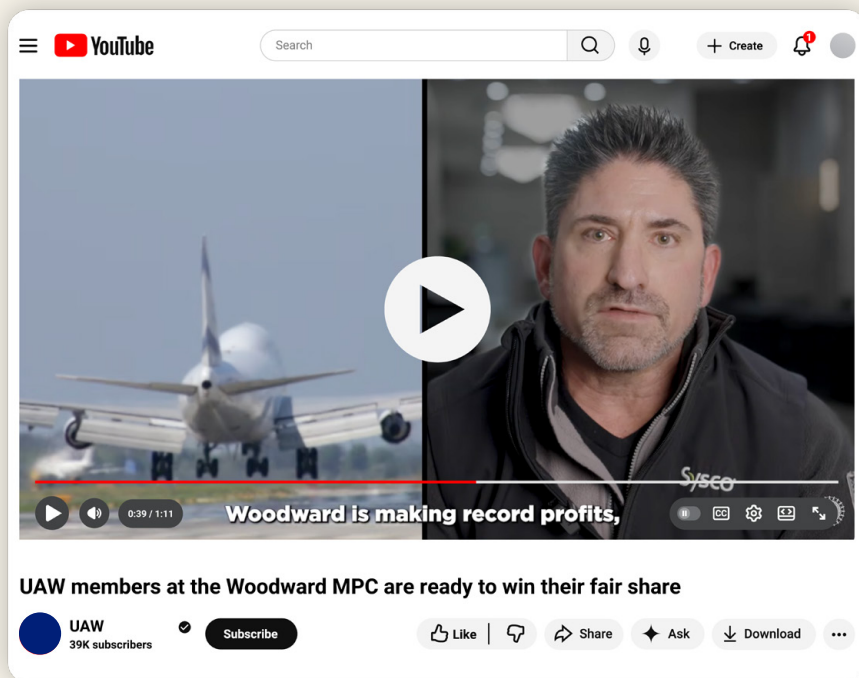 YouTube
Search
Create
1
Sysco
0:39 / 1:11
Woodward is making record profits,
CC
UAW members at the Woodward MPC are ready to win their fair share
UAW
39K subscribers
Subscribe
Like
Share
Ask
Download